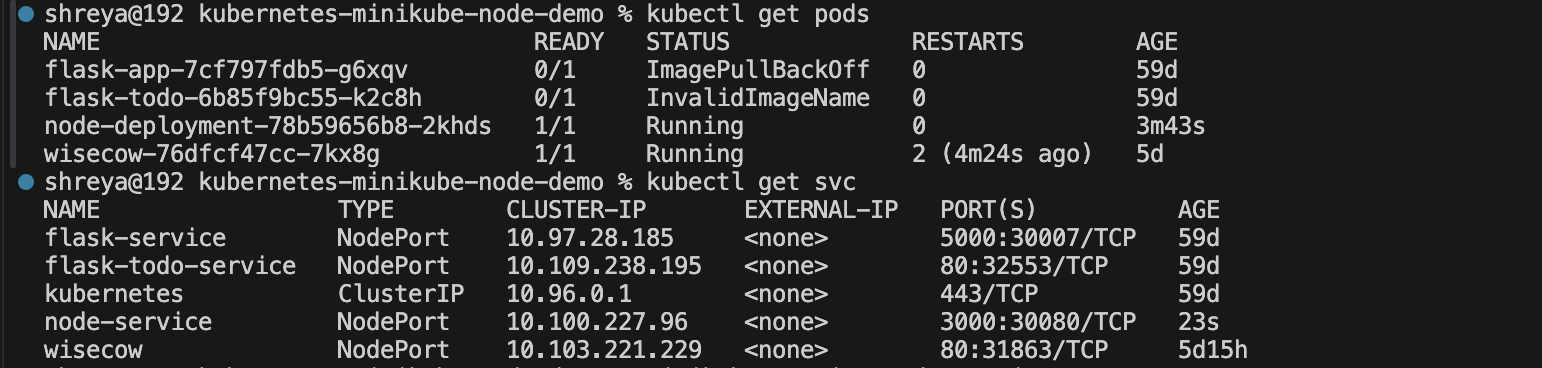 shreya@192 kubernetes-minikube-node-demo % kubectl get pods
NAME READY STATUS RESTARTS AGE
flask-app-7cf797fdb5-g6xqv 0/1 ImagePullBackOff 0 59d
flask-todo-6b85f9bc55-k2c8h 0/1 InvalidImageName 0 59d
node-deployment-78b59656b8-2khds 1/1 Running 0 3m43s
wisecow-76dfcf47cc-7kx8g 1/1 Running 2 (4m24s ago) 5d
shreya@192 kubernetes-minikube-node-demo % kubectl get svc
NAME TYPE CLUSTER-IP EXTERNAL-IP PORT(S) AGE
flask-service NodePort 10.97.28.185 <none> 5000:30007/TCP 59d
flask-todo-service NodePort 10.109.238.195 <none> 80:32553/TCP 59d
kubernetes ClusterIP 10.96.0.1 <none> 443/TCP 59d
node-service NodePort 10.100.227.96 <none> 3000:30080/TCP 23s
wisecow NodePort 10.103.221.229 <none> 80:31863/TCP 5d15h